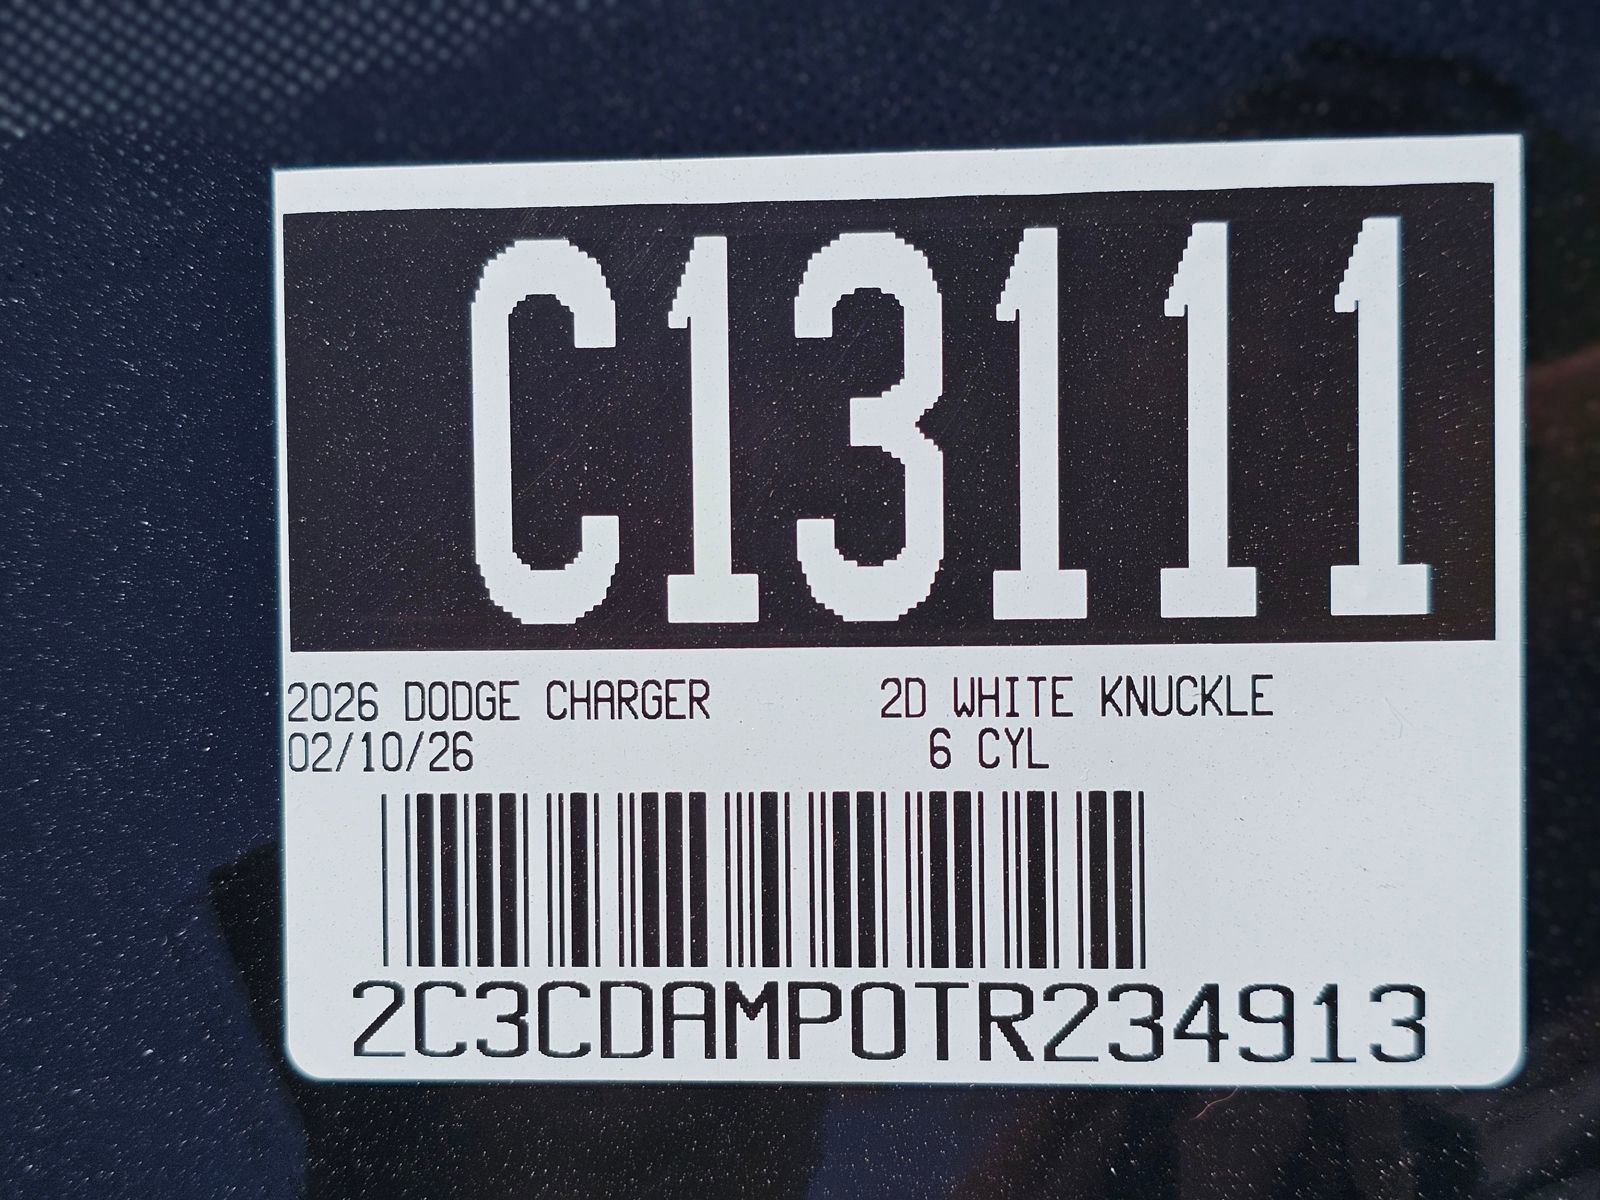 C13111
2026 DODGE CHARGER 2D WHITE KNUCKLE
02/10/26 6 CYL
2C3CDAMP0TR234913